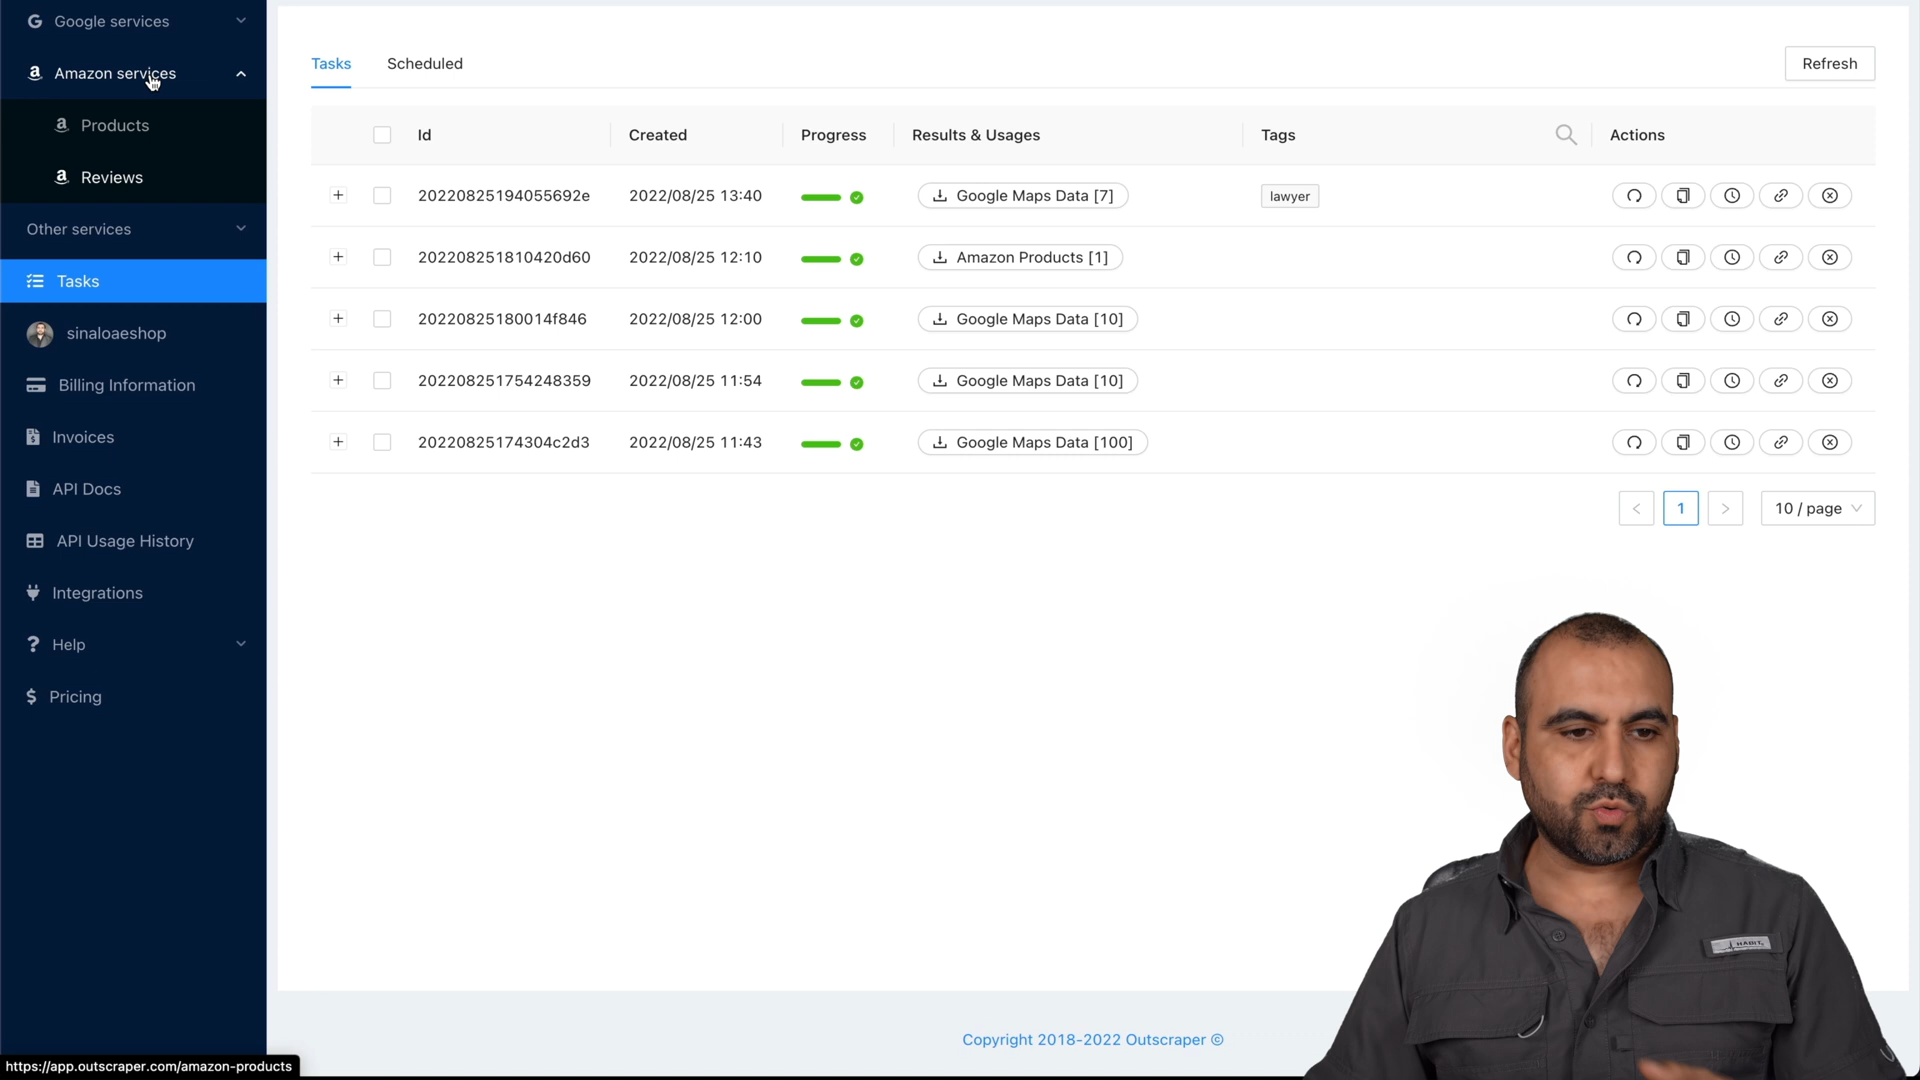 Google services
Amazon services
Products
Reviews
Other services
Tasks
sinaloaeshop
Billing Information
Invoices
API Docs
API Usage History
Integrations
Help
Pricing
https://app.outscraper.com/amazon-products
Tasks Scheduled Refresh
Id Created Progress Results & Usages Tags Actions
20220825194055692e 2022/08/25 13:40 Google Maps Data [7] lawyer
202208251810420d60 2022/08/25 12:10 Amazon Products [1]
20220825180014f846 2022/08/25 12:00 Google Maps Data [10]
202208251754248359 2022/08/25 11:54 Google Maps Data [10]
20220825174304c2d3 2022/08/25 11:43 Google Maps Data [100]
< 1 > 10 / page
HABIT
Copyright 2018-2022 Outscraper ©